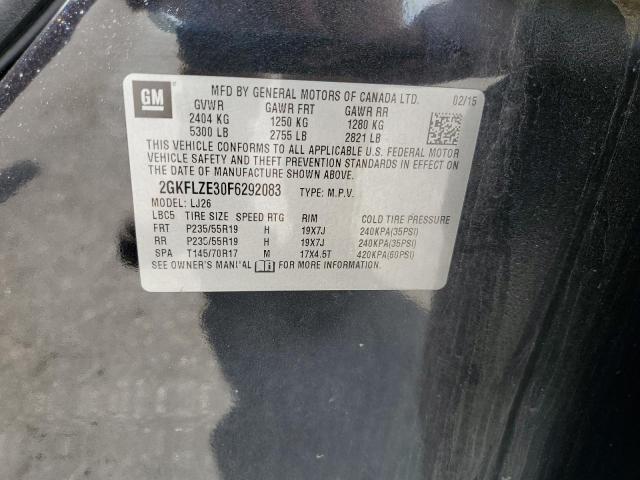 GM
MFD BY GENERAL MOTORS OF CANADA LTD. 02/15
GVWR GAWR FRT GAWR RR
2404 KG 1250 KG 1280 KG
5300 LB 2755 LB 2821 LB
THIS VEHICLE CONFORMS TO ALL APPLICABLE U.S. FEDERAL MOTOR
VEHICLE SAFETY AND THEFT PREVENTION STANDARDS IN EFFECT ON
THE DATE OF MANUFACTURE SHOWN ABOVE.
2GKFLZE30F6292083 TYPE: M.P.V.
MODEL: LJ26
LBC5 TIRE SIZE SPEED RTG RIM COLD TIRE PRESSURE
FRT P235/55R19 H 19X7J 240KPA(35PSI)
RR P235/55R19 H 19X7J 240KPA(35PSI)
SPA T145/70R17 M 17X4.5T 420KPA(60PSI)
SEE OWNER'S MANUAL FOR MORE INFORMATION.